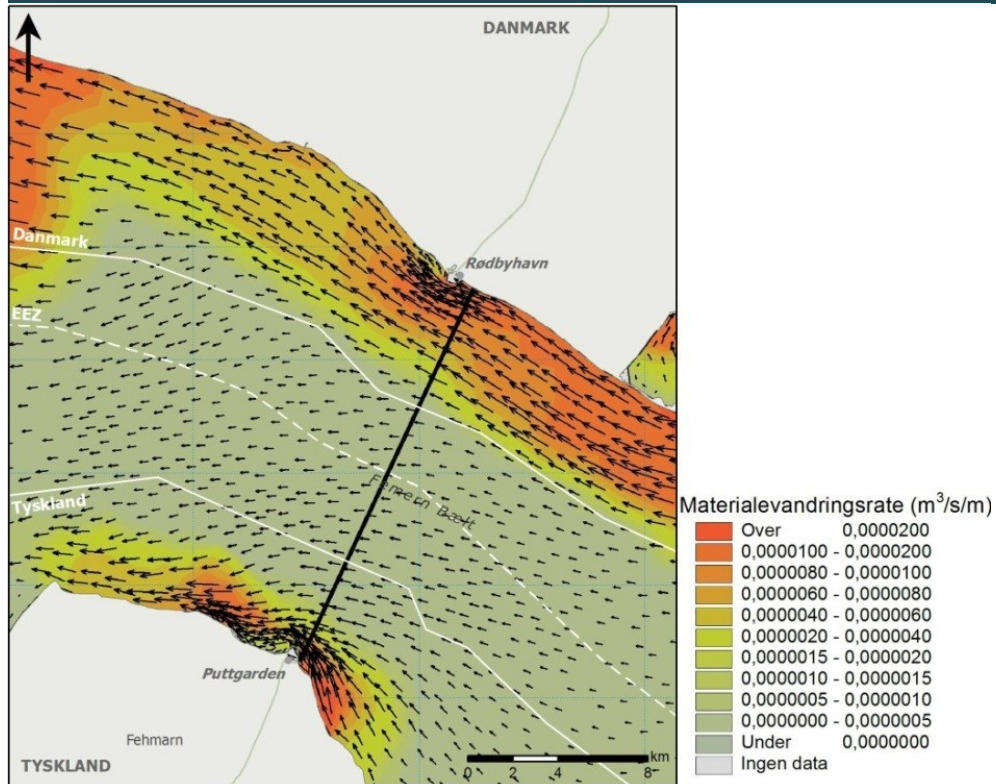 DANMARK
Rødbyhavn
Danmark
EEZ
Femern Bælt
Tyskland
Puttgarden
Fehmarn
TYSKLAND
km
0 2 4 8
Materialevandringsrate (m³/s/m)
Over 0,0000200
0,0000100 - 0,0000200
0,0000080 - 0,0000100
0,0000060 - 0,0000080
0,0000040 - 0,0000060
0,0000020 - 0,0000040
0,0000015 - 0,0000020
0,0000010 - 0,0000015
0,0000005 - 0,0000010
0,0000000 - 0,0000005
Under 0,0000000
Ingen data